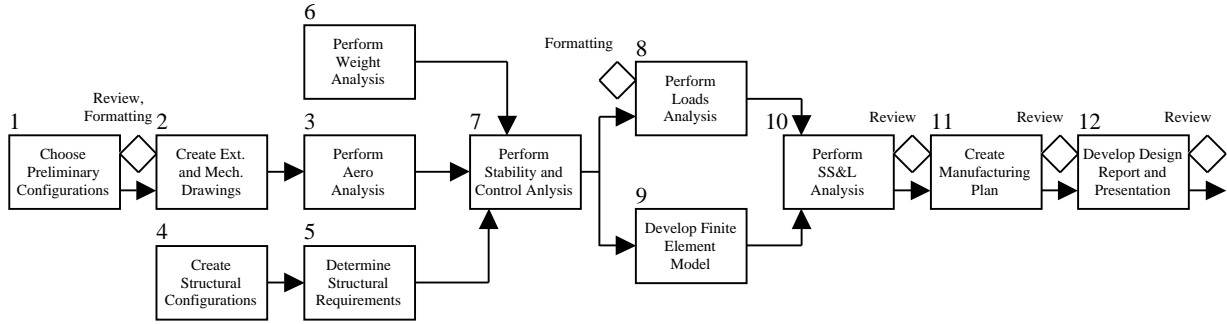 6
Perform
Weight
Analysis
Formatting
8
Perform
Loads
Analysis
Review,
Formatting
1
Choose
Preliminary
Configurations
2
Create Ext.
and Mech.
Drawings
3
Perform
Aero
Analysis
7
Perform
Stability and
Control Anlysis
10
Perform
SS&L
Analysis
Review
11
Create
Manufacturing
Plan
Review
12
Develop Design
Report and
Presentation
Review
4
Create
Structural
Configurations
5
Determine
Structural
Requirements
9
Develop Finite
Element
Model